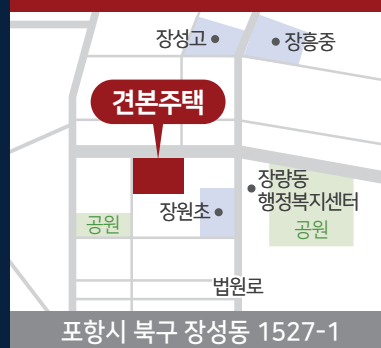 장성고
장흥중
견본주택
장원초
장량동
행정복지센터
공원
공원
법원로
포항시 북구 장성동 1527-1